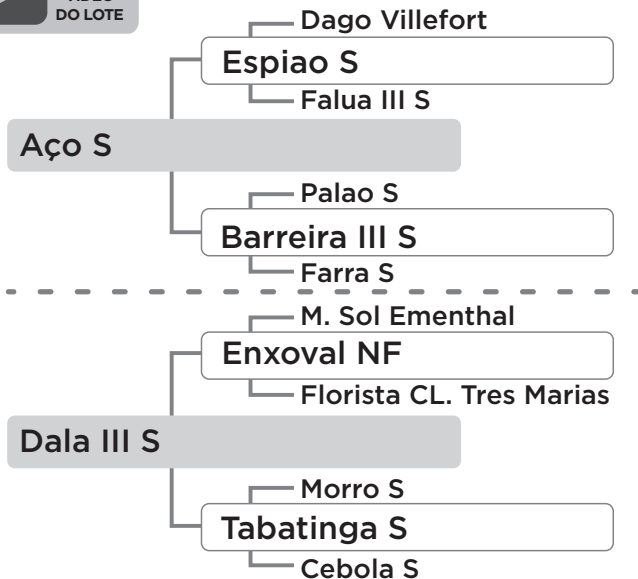 DO LOTE
Dago Villefort
Espiao S
Falua III S
Aço S
Palao S
Barreira III S
Farra S
M. Sol Ementhal
Enxoval NF
Florista CL. Tres Marias
Dala III S
Morro S
Tabatinga S
Cebola S